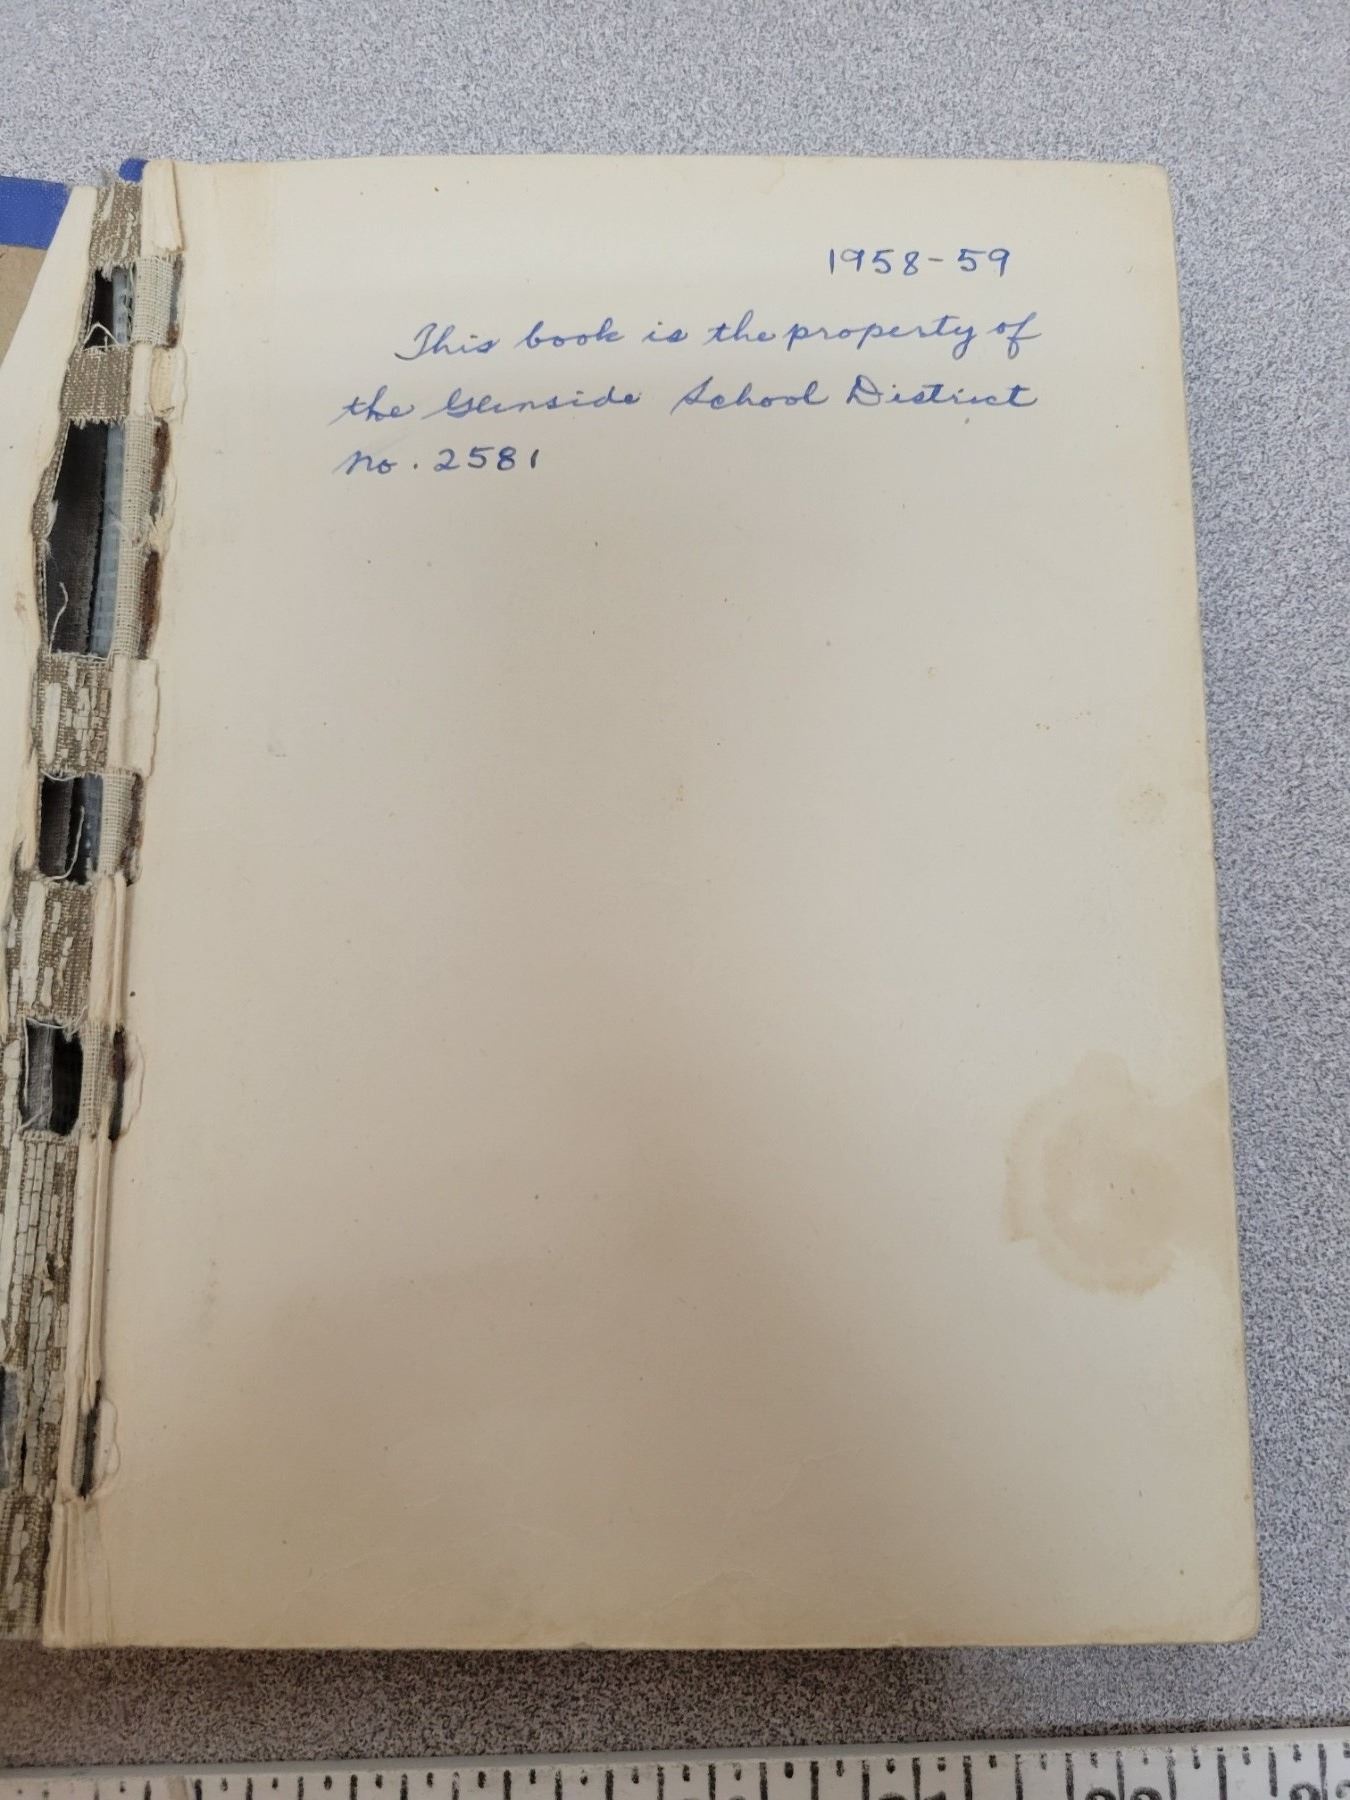 1958-59
This book is the property of
the Glenside School District
No. 2581